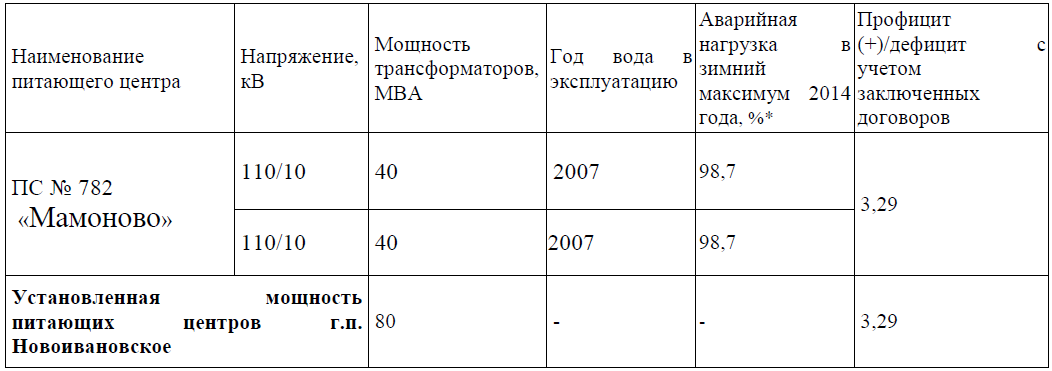 Наименование
питающего центра
Напряжение,
кВ
Мощность
трансформаторов,
МВА
Год вода в
эксплуатацию
Аварийная
нагрузка в
зимний
максимум 2014
года, %*
Профицит
(+)/дефицит с
учетом
заключенных
договоров
ПС № 782
«Мамоново»
110/10
40
2007
98,7
3,29
110/10
40
2007
98,7
Установленная мощность
питающих центров г.п.
Новоивановское
80
-
-
3,29